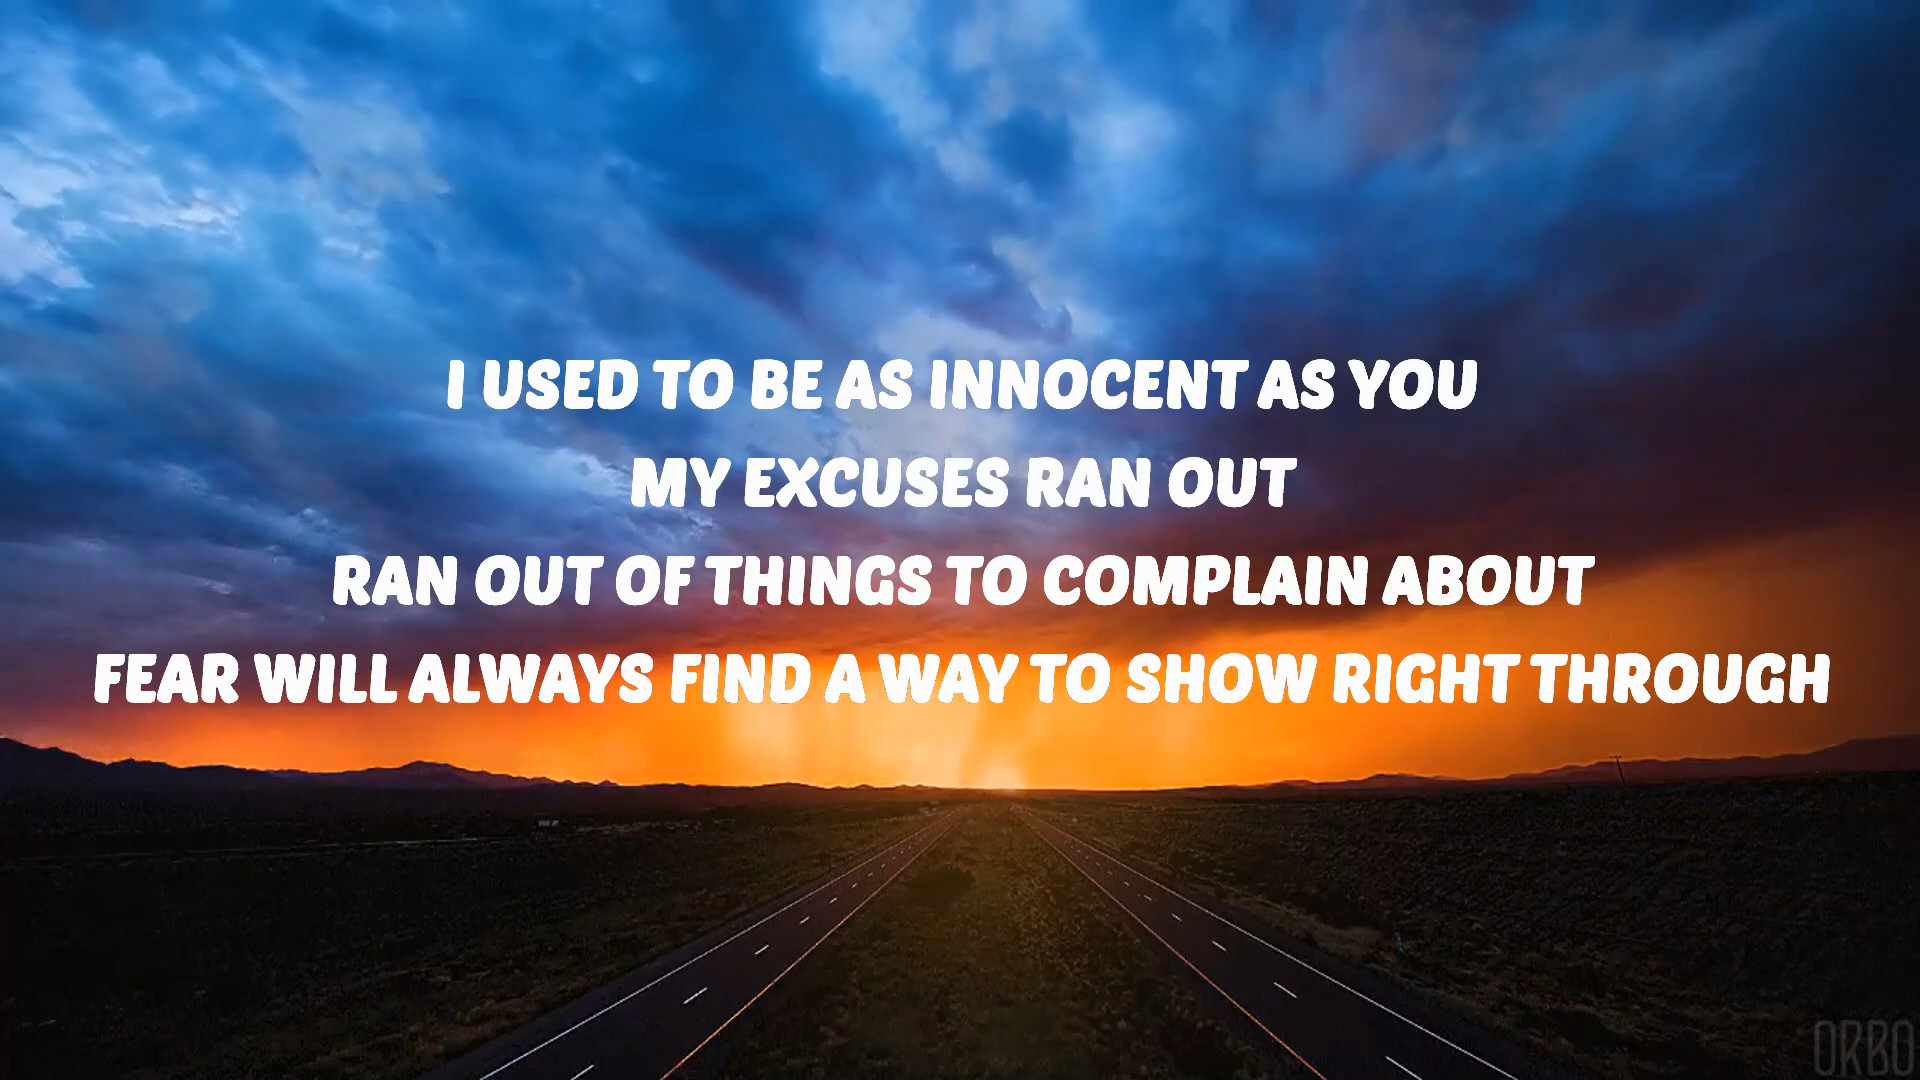 I USED TO BE AS INNOCENT AS YOU
MY EXCUSES RAN OUT
RAN OUT OF THINGS TO COMPLAIN ABOUT
FEAR WILL ALWAYS FIND A WAY TO SHOW RIGHT THROUGH
ORBO